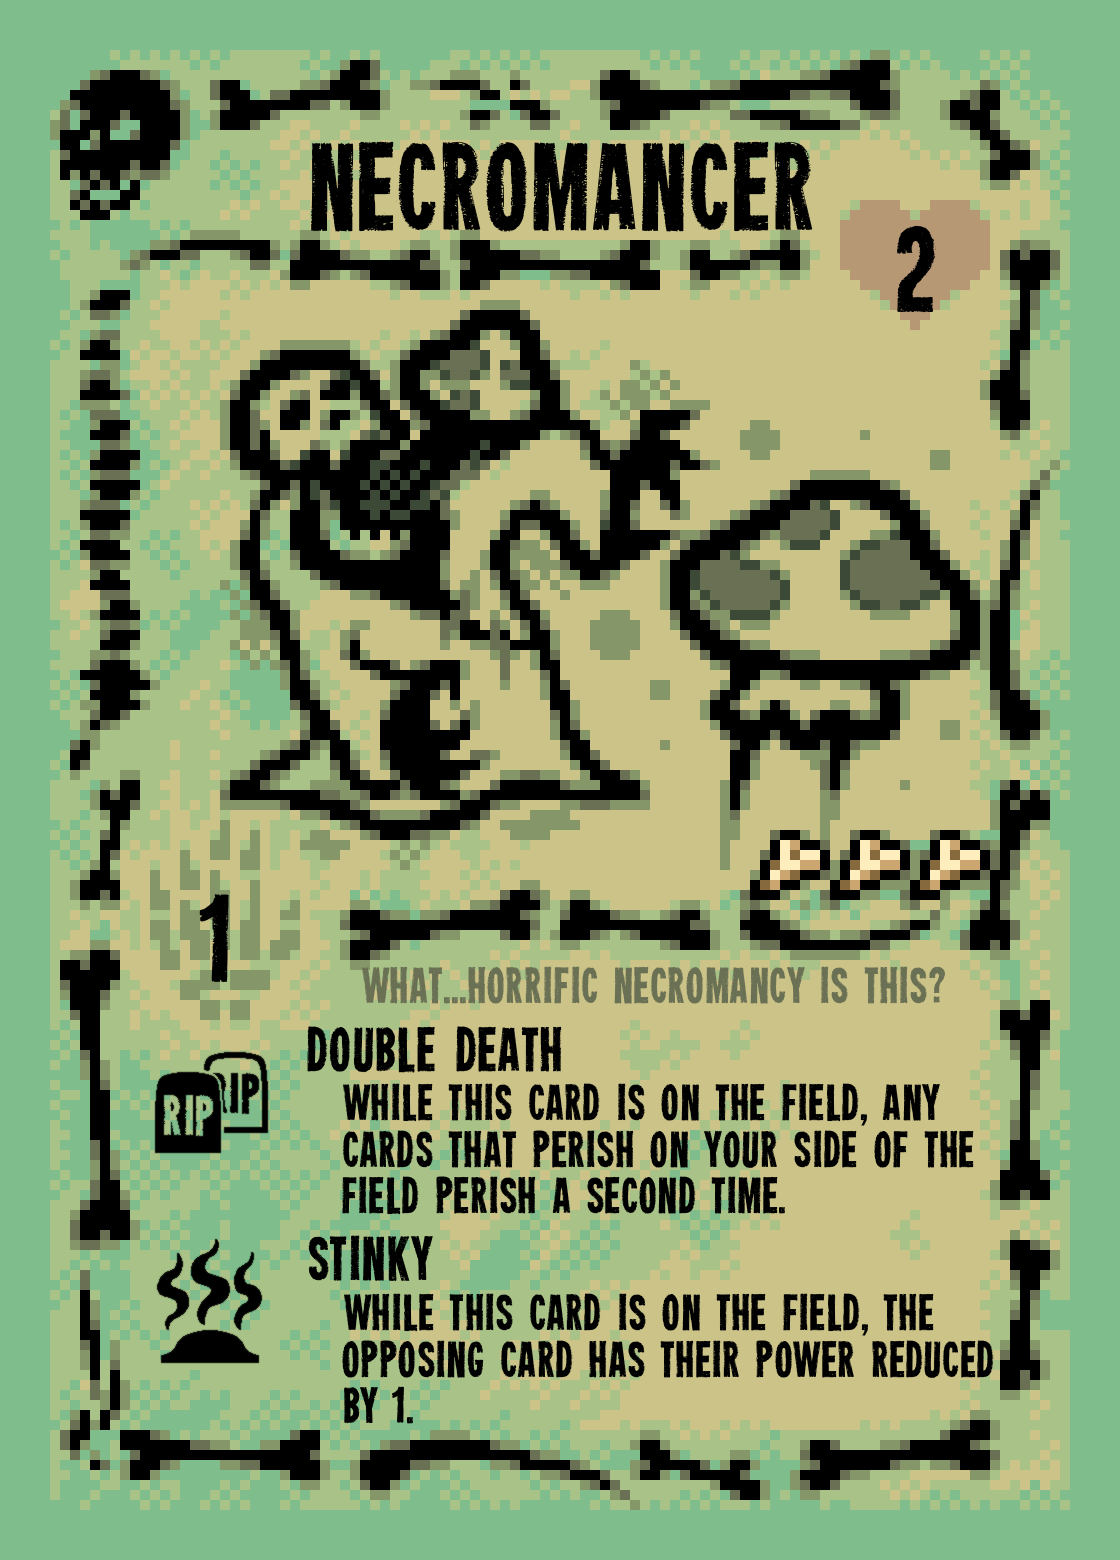 NECROMANCER
2
1
WHAT...HORRIFIC NECROMANCY IS THIS?
DOUBLE DEATH
RIP
RIP
WHILE THIS CARD IS ON THE FIELD, ANY
CARDS THAT PERISH ON YOUR SIDE OF THE
FIELD PERISH A SECOND TIME.
STINKY
WHILE THIS CARD IS ON THE FIELD, THE
OPPOSING CARD HAS THEIR POWER REDUCED
BY 1.